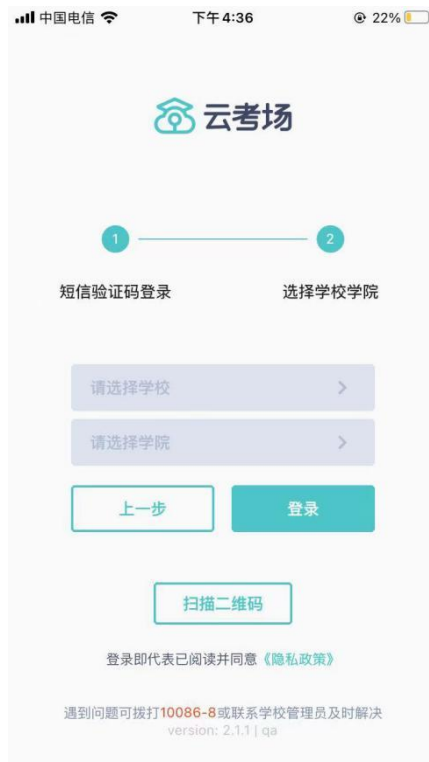 中国电信 下午4:36 22%
云考场
1 2
短信验证码登录 选择学校学院
请选择学校
请选择学院
上一步 登录
扫描二维码
登录即代表已阅读并同意《隐私政策》
遇到问题可拨打10086-8或联系学校管理员及时解决
version: 2.1.1 | qa